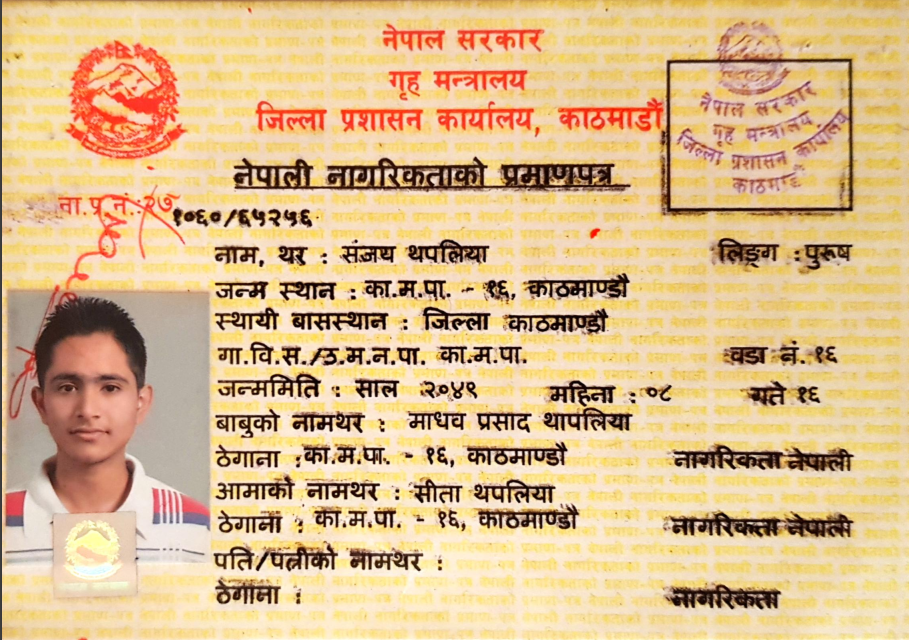 नेपाल सरकार
गृह मन्त्रालय
जिल्ला प्रशासन कार्यालय, काठमाडौं
नेपाल सरकार
गृह मन्त्रालय
जिल्ला प्रशासन कार्यालय
काठमाडौं
नेपाली नागरिकताको प्रमाणपत्र
ना.प्र.नं.: २७
१०६०/६५२५६
नाम, थर : संजय थपलिया लिङ्ग : पुरूष
जन्म स्थान : का.म.पा. - १६, काठमाण्डौ
स्थायी बासस्थान : जिल्ला काठमाण्डौ
गा.वि.स./उ.म.न.पा. का.म.पा. वडा नं. १६
जन्ममिति : साल २०४९ महिना : ०८ गते १६
बाबुको नामथर : माधव प्रसाद थापलिया
ठेगाना : का.म.पा. - १६, काठमाण्डौ नागरिकता नेपाली
आमाको नामथर : सीता थपलिया
ठेगाना : का.म.पा. - १६, काठमाण्डौ नागरिकता नेपाली
पति/पत्नीको नामथर :
ठेगाना : नागरिकता